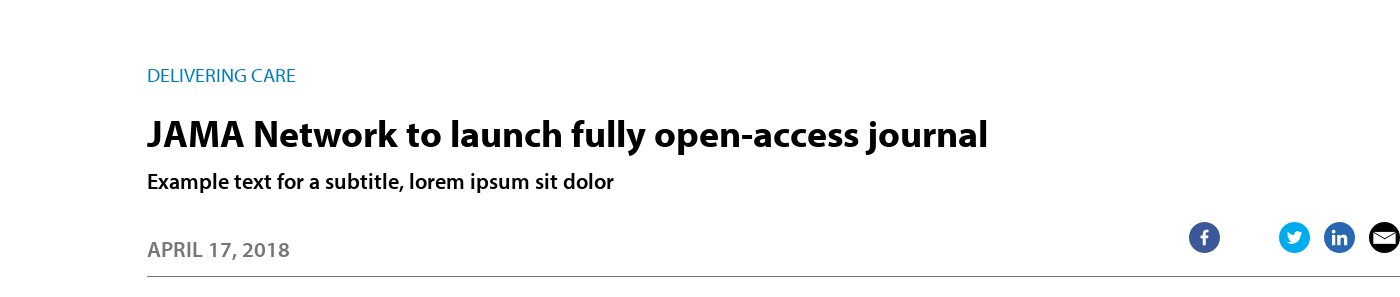 DELIVERING CARE
JAMA Network to launch fully open-access journal
Example text for a subtitle, lorem ipsum sit dolor
APRIL 17, 2018